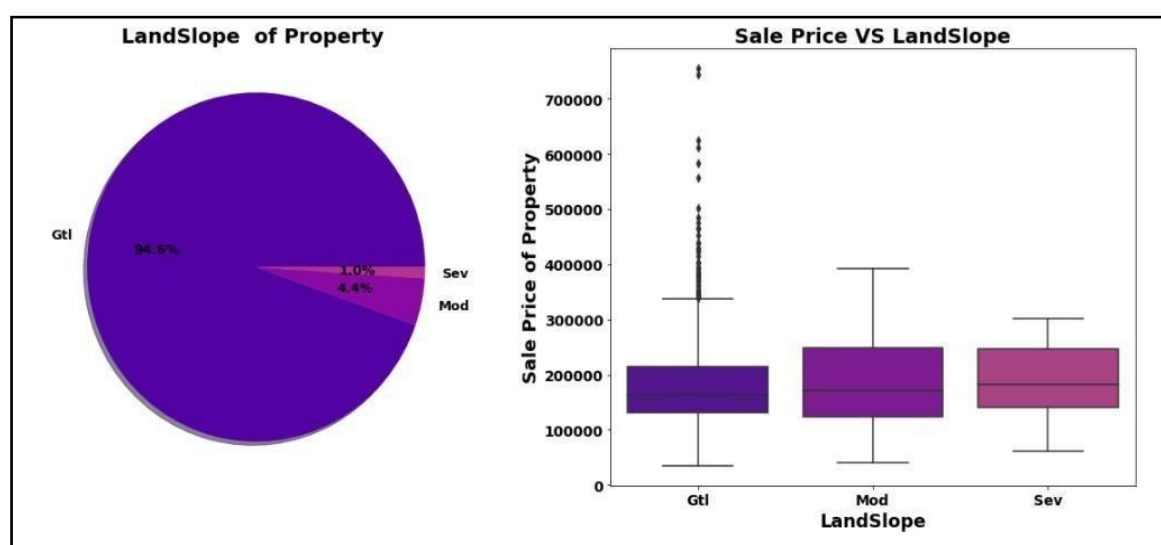 LandSlope  of Property
Gtl
94.6%
1.0%
4.4%
Sev
Mod
Sale Price VS LandSlope
Sale Price of Property
700000
600000
500000
400000
300000
200000
100000
0
Gtl
Mod
Sev
LandSlope